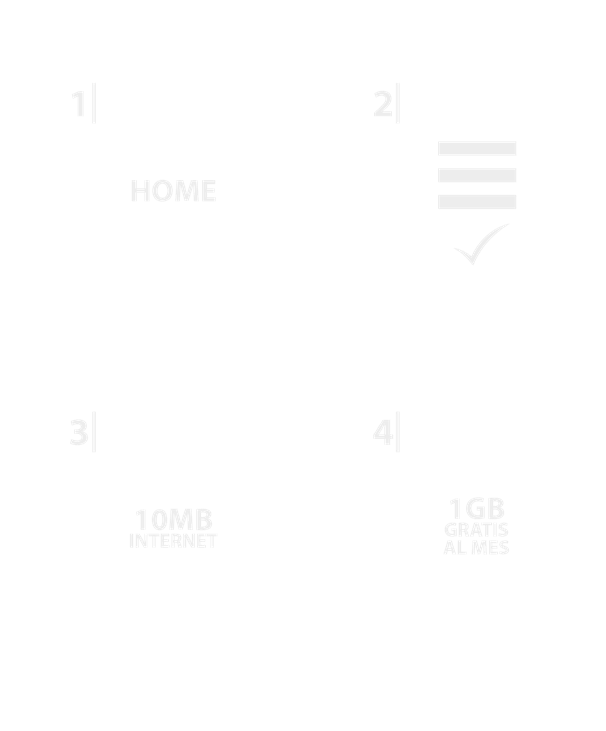 1
HOME
2
3
10MB
INTERNET
4
1GB
GRATIS
AL MES